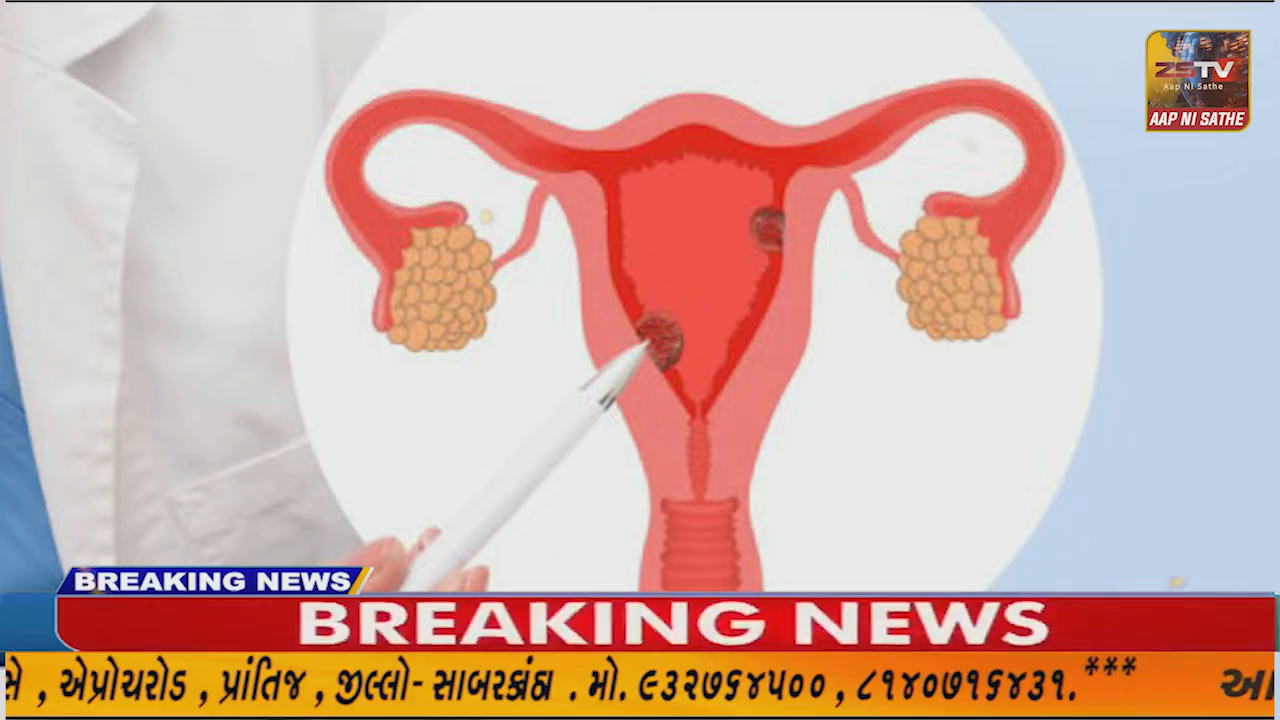 ZSTV
Aap Ni Sathe
AAP NI SATHE
BREAKING NEWS
BREAKING NEWS
સે , એપ્રોચરોડ , પ્રાંતિજ , જીલ્લો- સાબરકાંઠા . મો. ૯૩૨૭૬૪૫૦૦ , ૮૧૪૦૭૧૬૪૩૧. ***